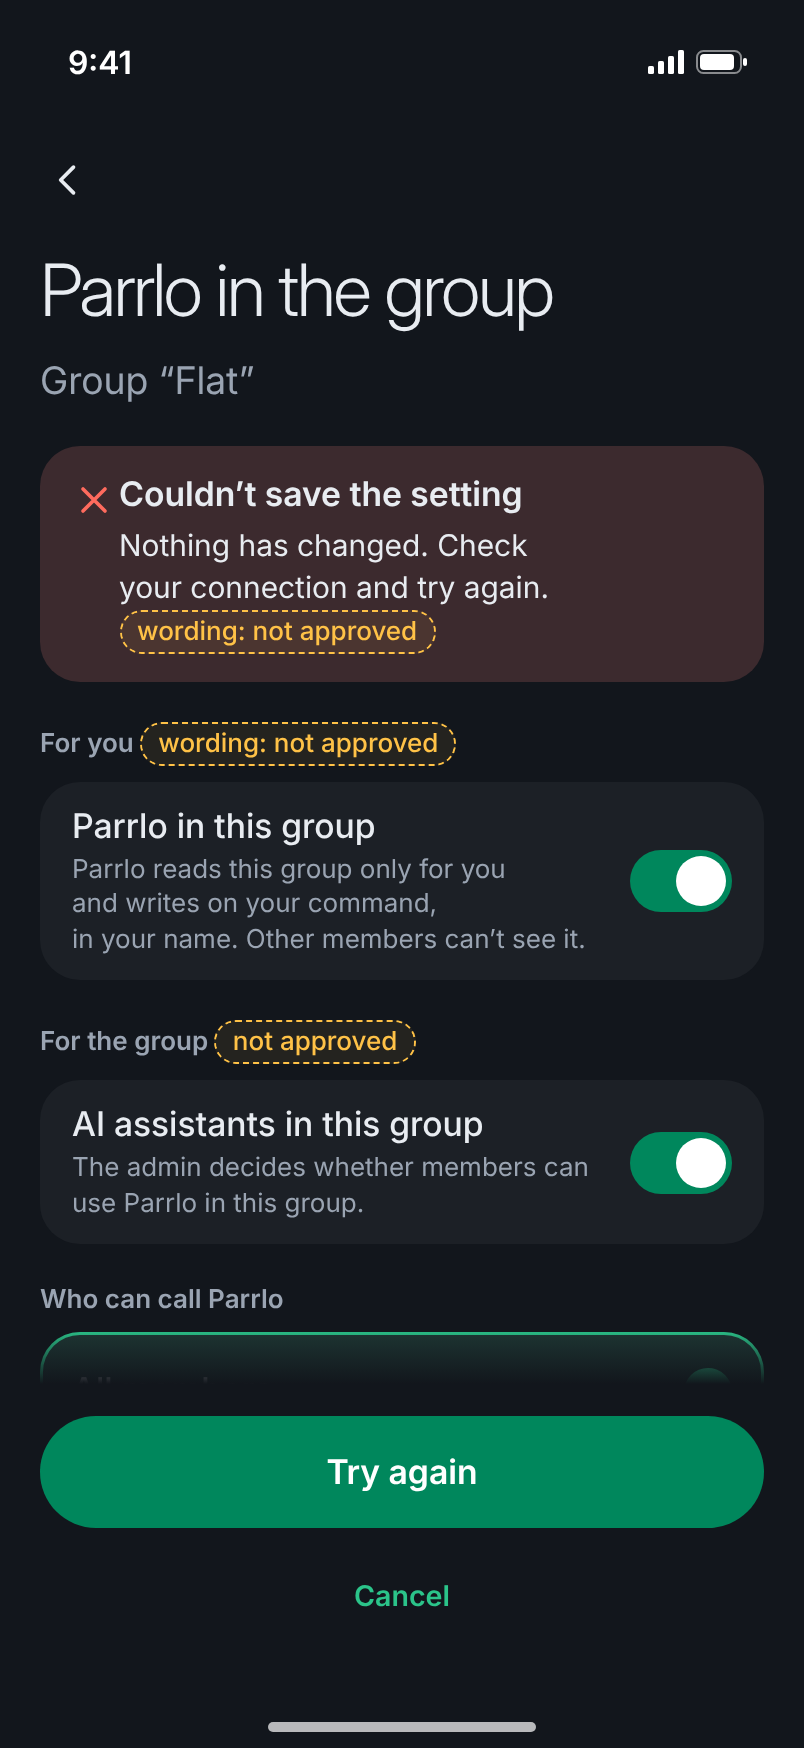 9:41
Parrlo in the group
Group “Flat”
Couldn’t save the setting
Nothing has changed. Check
your connection and try again.
wording: not approved
For you wording: not approved
Parrlo in this group
Parrlo reads this group only for you
and writes on your command,
in your name. Other members can’t see it.
For the group not approved
AI assistants in this group
The admin decides whether members can
use Parrlo in this group.
Who can call Parrlo
Try again
Cancel